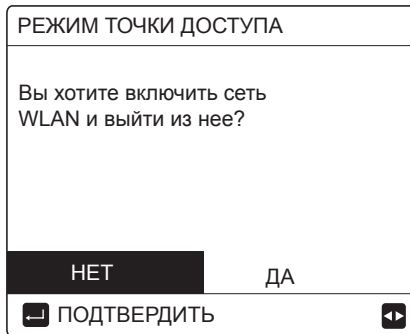 РЕЖИМ ТОЧКИ ДОСТУПА
Вы хотите включить сеть
WLAN и выйти из нее?
НЕТ ДА
ПОДТВЕРДИТЬ